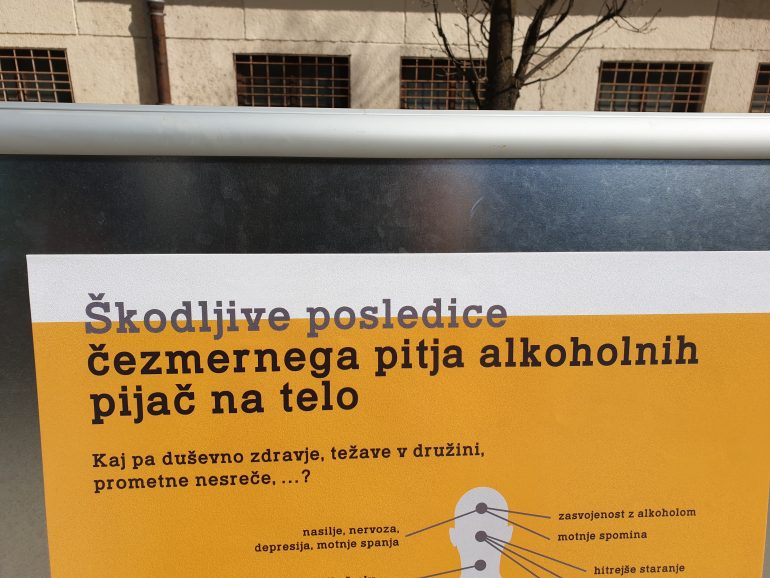 Škodljive posledice
čezmernega pitja alkoholnih
pijač na telo
Kaj pa duševno zdravje, težave v družini,
prometne nesreče, ...?
nasilje, nervoza,
depresija, motnje spanja
zasvojenost z alkoholom
motnje spomina
hitrejše staranje